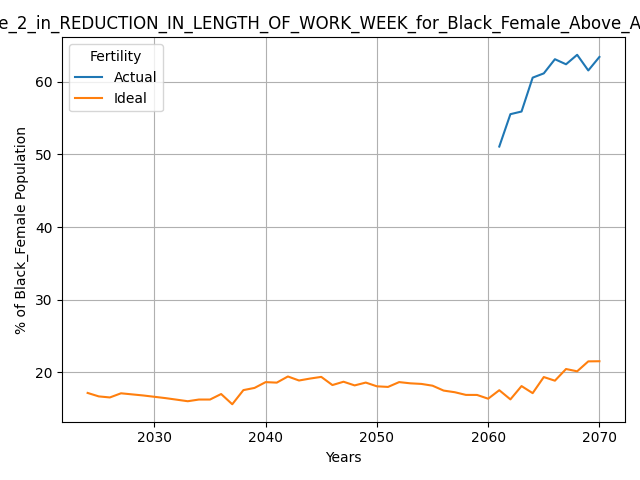 e_2_in_REDUCTION_IN_LENGTH_OF_WORK_WEEK_for_Black_Female_Above_A
Fertility
Actual
Ideal
% of Black_Female Population
60
50
40
30
20
2030 2040 2050 2060 2070
Years